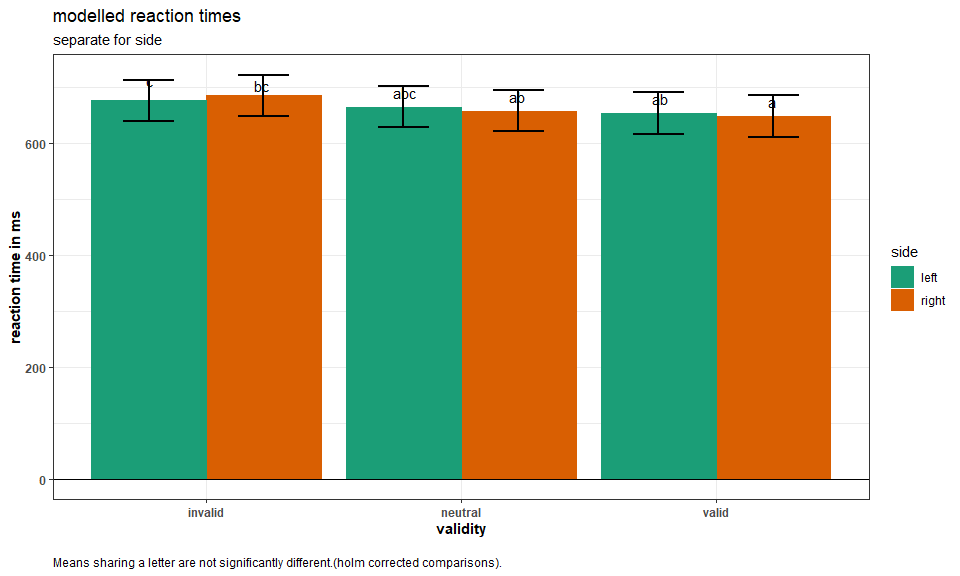 modelled reaction times
separate for side
c
bc
abc
ab
ab
a
600
400
200
0
reaction time in ms
invalid
neutral
valid
validity
side
left
right
Means sharing a letter are not significantly different.(holm corrected comparisons).